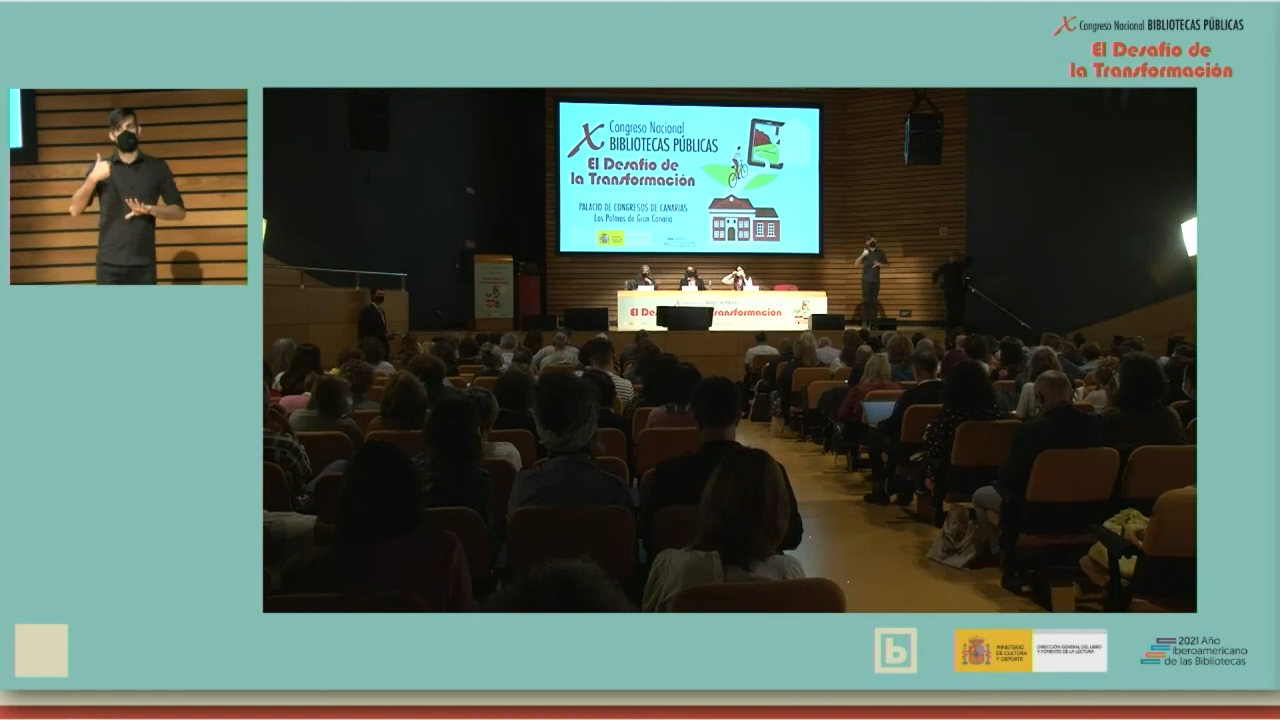 X Congreso Nacional BIBLIOTECAS PÚBLICAS
El Desafío de
la Transformación
X Congreso Nacional
BIBLIOTECAS PÚBLICAS
El Desafío de
la Transformación
PALACIO DE CONGRESOS DE CANARIAS
Las Palmas de Gran Canaria
El De ransformación
b
MINISTERIO
DE CULTURA
Y DEPORTE
DIRECCIÓN GENERAL DEL LIBRO
Y FOMENTO DE LA LECTURA
2021 Año
Iberoamericano
de las Bibliotecas